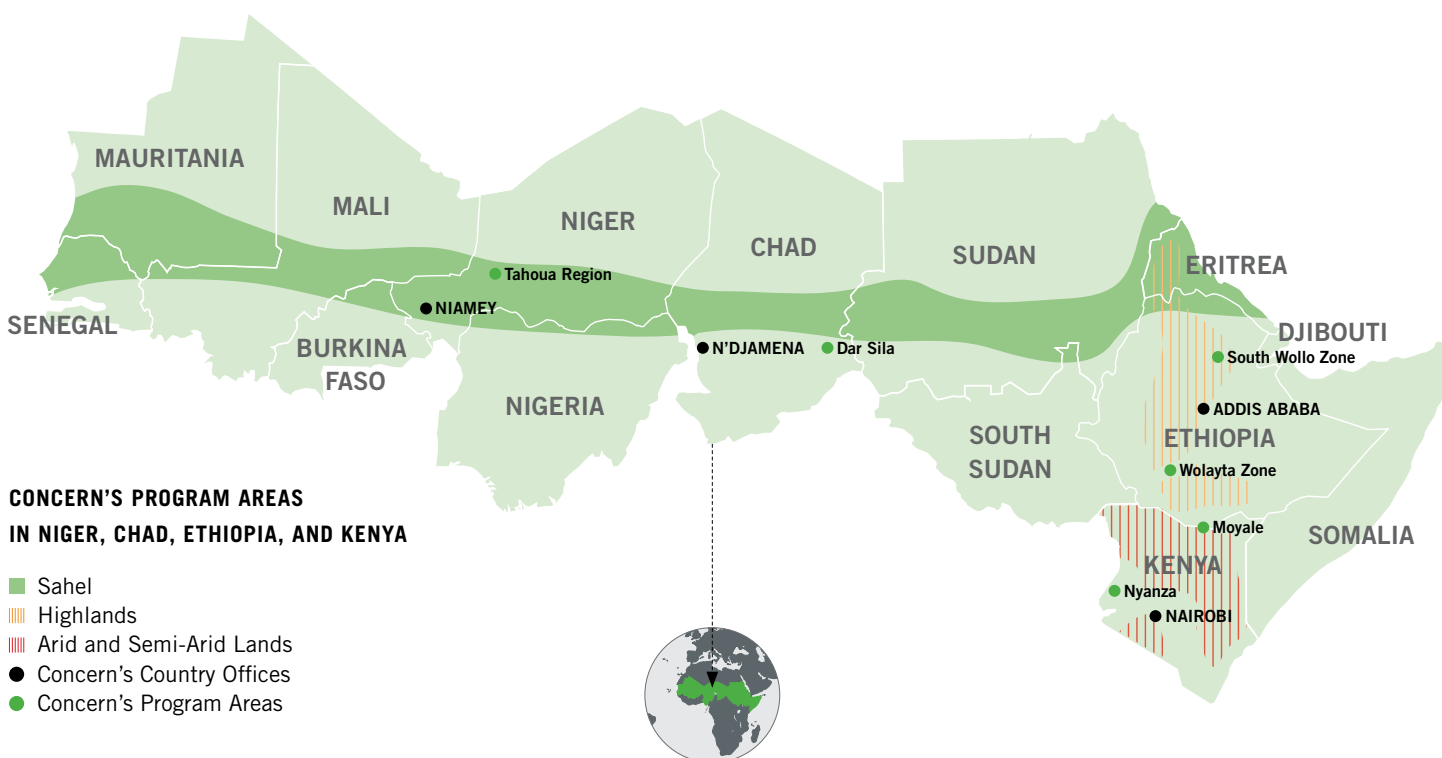 MAURITANIA
MALI
NIGER
CHAD
SUDAN
ERITREA
Tahoua Region
NIAMEY
SENEGAL
BURKINA
FASO
N'DJAMENA
Dar Sila
DJIBOUTI
South Wollo Zone
NIGERIA
ADDIS ABABA
SOUTH
SUDAN
ETHIOPIA
Wolayta Zone
Moyale
SOMALIA
KENYA
Nyanza
NAIROBI
CONCERN'S PROGRAM AREAS
IN NIGER, CHAD, ETHIOPIA, AND KENYA
Sahel
Highlands
Arid and Semi-Arid Lands
Concern's Country Offices
Concern's Program Areas